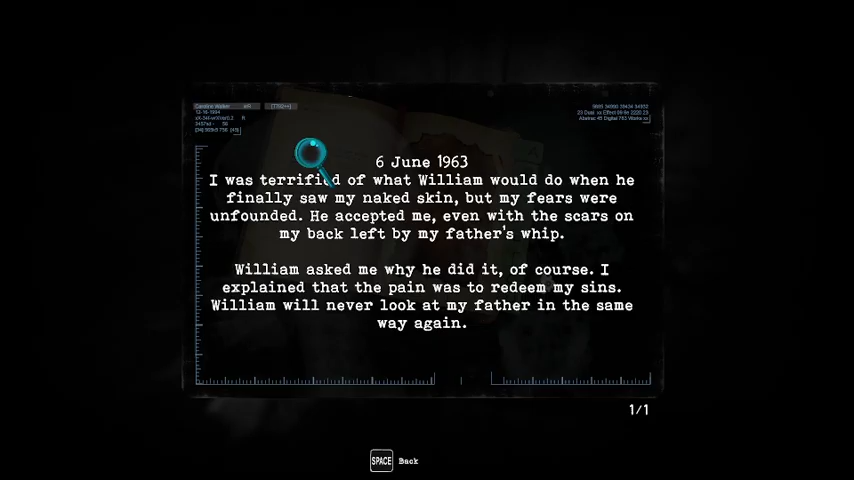 Caroline Walker
6 June 1963
I was terrified of what William would do when he
finally saw my naked skin, but my fears were
unfounded. He accepted me, even with the scars on
my back left by my father's whip.
William asked me why he did it, of course. I
explained that the pain was to redeem my sins.
William will never look at my father in the same
way again.
1/1
SPACE Back